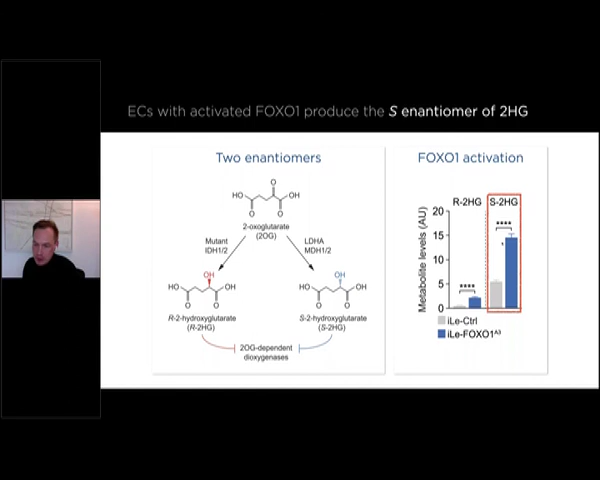 ECs with activated FOXO1 produce the S enantiomer of 2HG
Two enantiomers
O
HO
OH
O
O
2-oxoglutarate
(2OG)
Mutant
IDH1/2
LDHA
MDH1/2
OH
HO
OH
O
O
R-2-hydroxyglutarate
(R-2HG)
OH
HO
OH
O
O
S-2-hydroxyglutarate
(S-2HG)
2OG-dependent
dioxygenases
FOXO1 activation
R-2HG
S-2HG
Metabolite levels (AU)
20
15
10
5
0
****
****
iLe-Ctrl
iLe-FOXO1ᴬ³